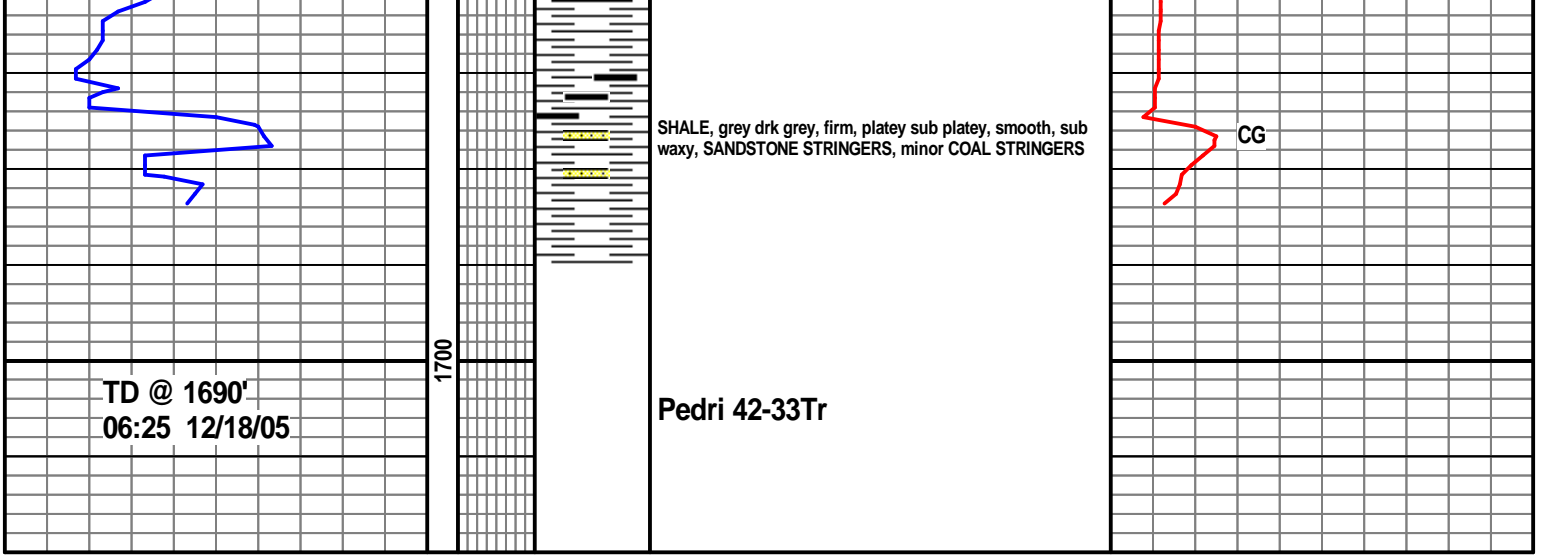 SHALE, grey drk grey, firm, platey sub platey, smooth, sub
waxy, SANDSTONE STRINGERS, minor COAL STRINGERS
CG
1700
TD @ 1690'
06:25 12/18/05
Pedri 42-33Tr